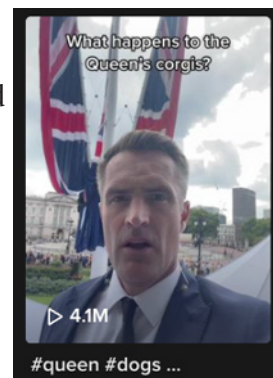 What happens to the
Queen's corgis?
4.1M
#queen #dogs ...